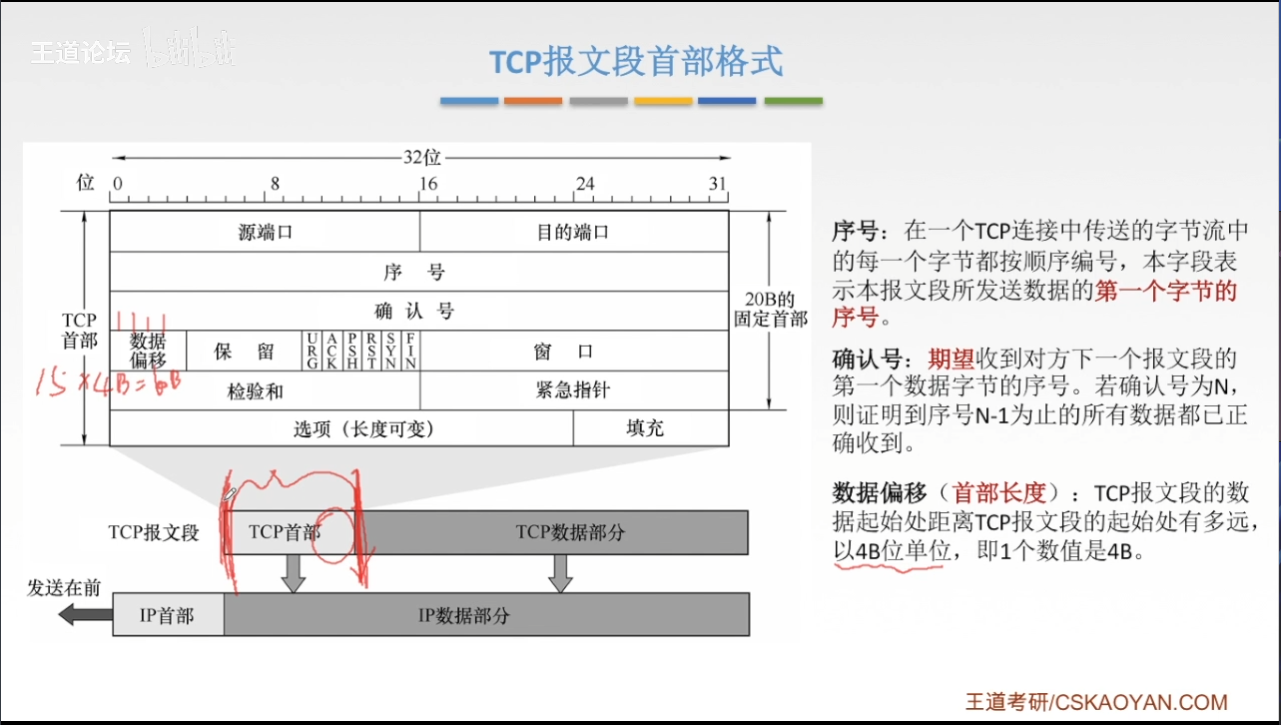 王道论坛 bilibili
TCP报文段首部格式
32位
位 0 8 16 24 31
源端口 目的端口
序 号
确 认 号
TCP
首部
20B的
固定首部
1111
数据
偏移
保 留
URG
ACK
PSH
RST
SYN
FIN
窗 口
15×4B=60B
检验和 紧急指针
选项（长度可变） 填充
TCP报文段 TCP首部 TCP数据部分
发送在前
IP首部 IP数据部分
序号：在一个TCP连接中传送的字节流中
的每一个字节都按顺序编号，本字段表
示本报文段所发送数据的第一个字节的
序号。
确认号：期望收到对方下一个报文段的
第一个数据字节的序号。若确认号为N，
则证明到序号N-1为止的所有数据都已正
确收到。
数据偏移（首部长度）：TCP报文段的数
据起始处距离TCP报文段的起始处有多远，
以4B位单位，即1个数值是4B。
王道考研/CSKAOYAN.COM